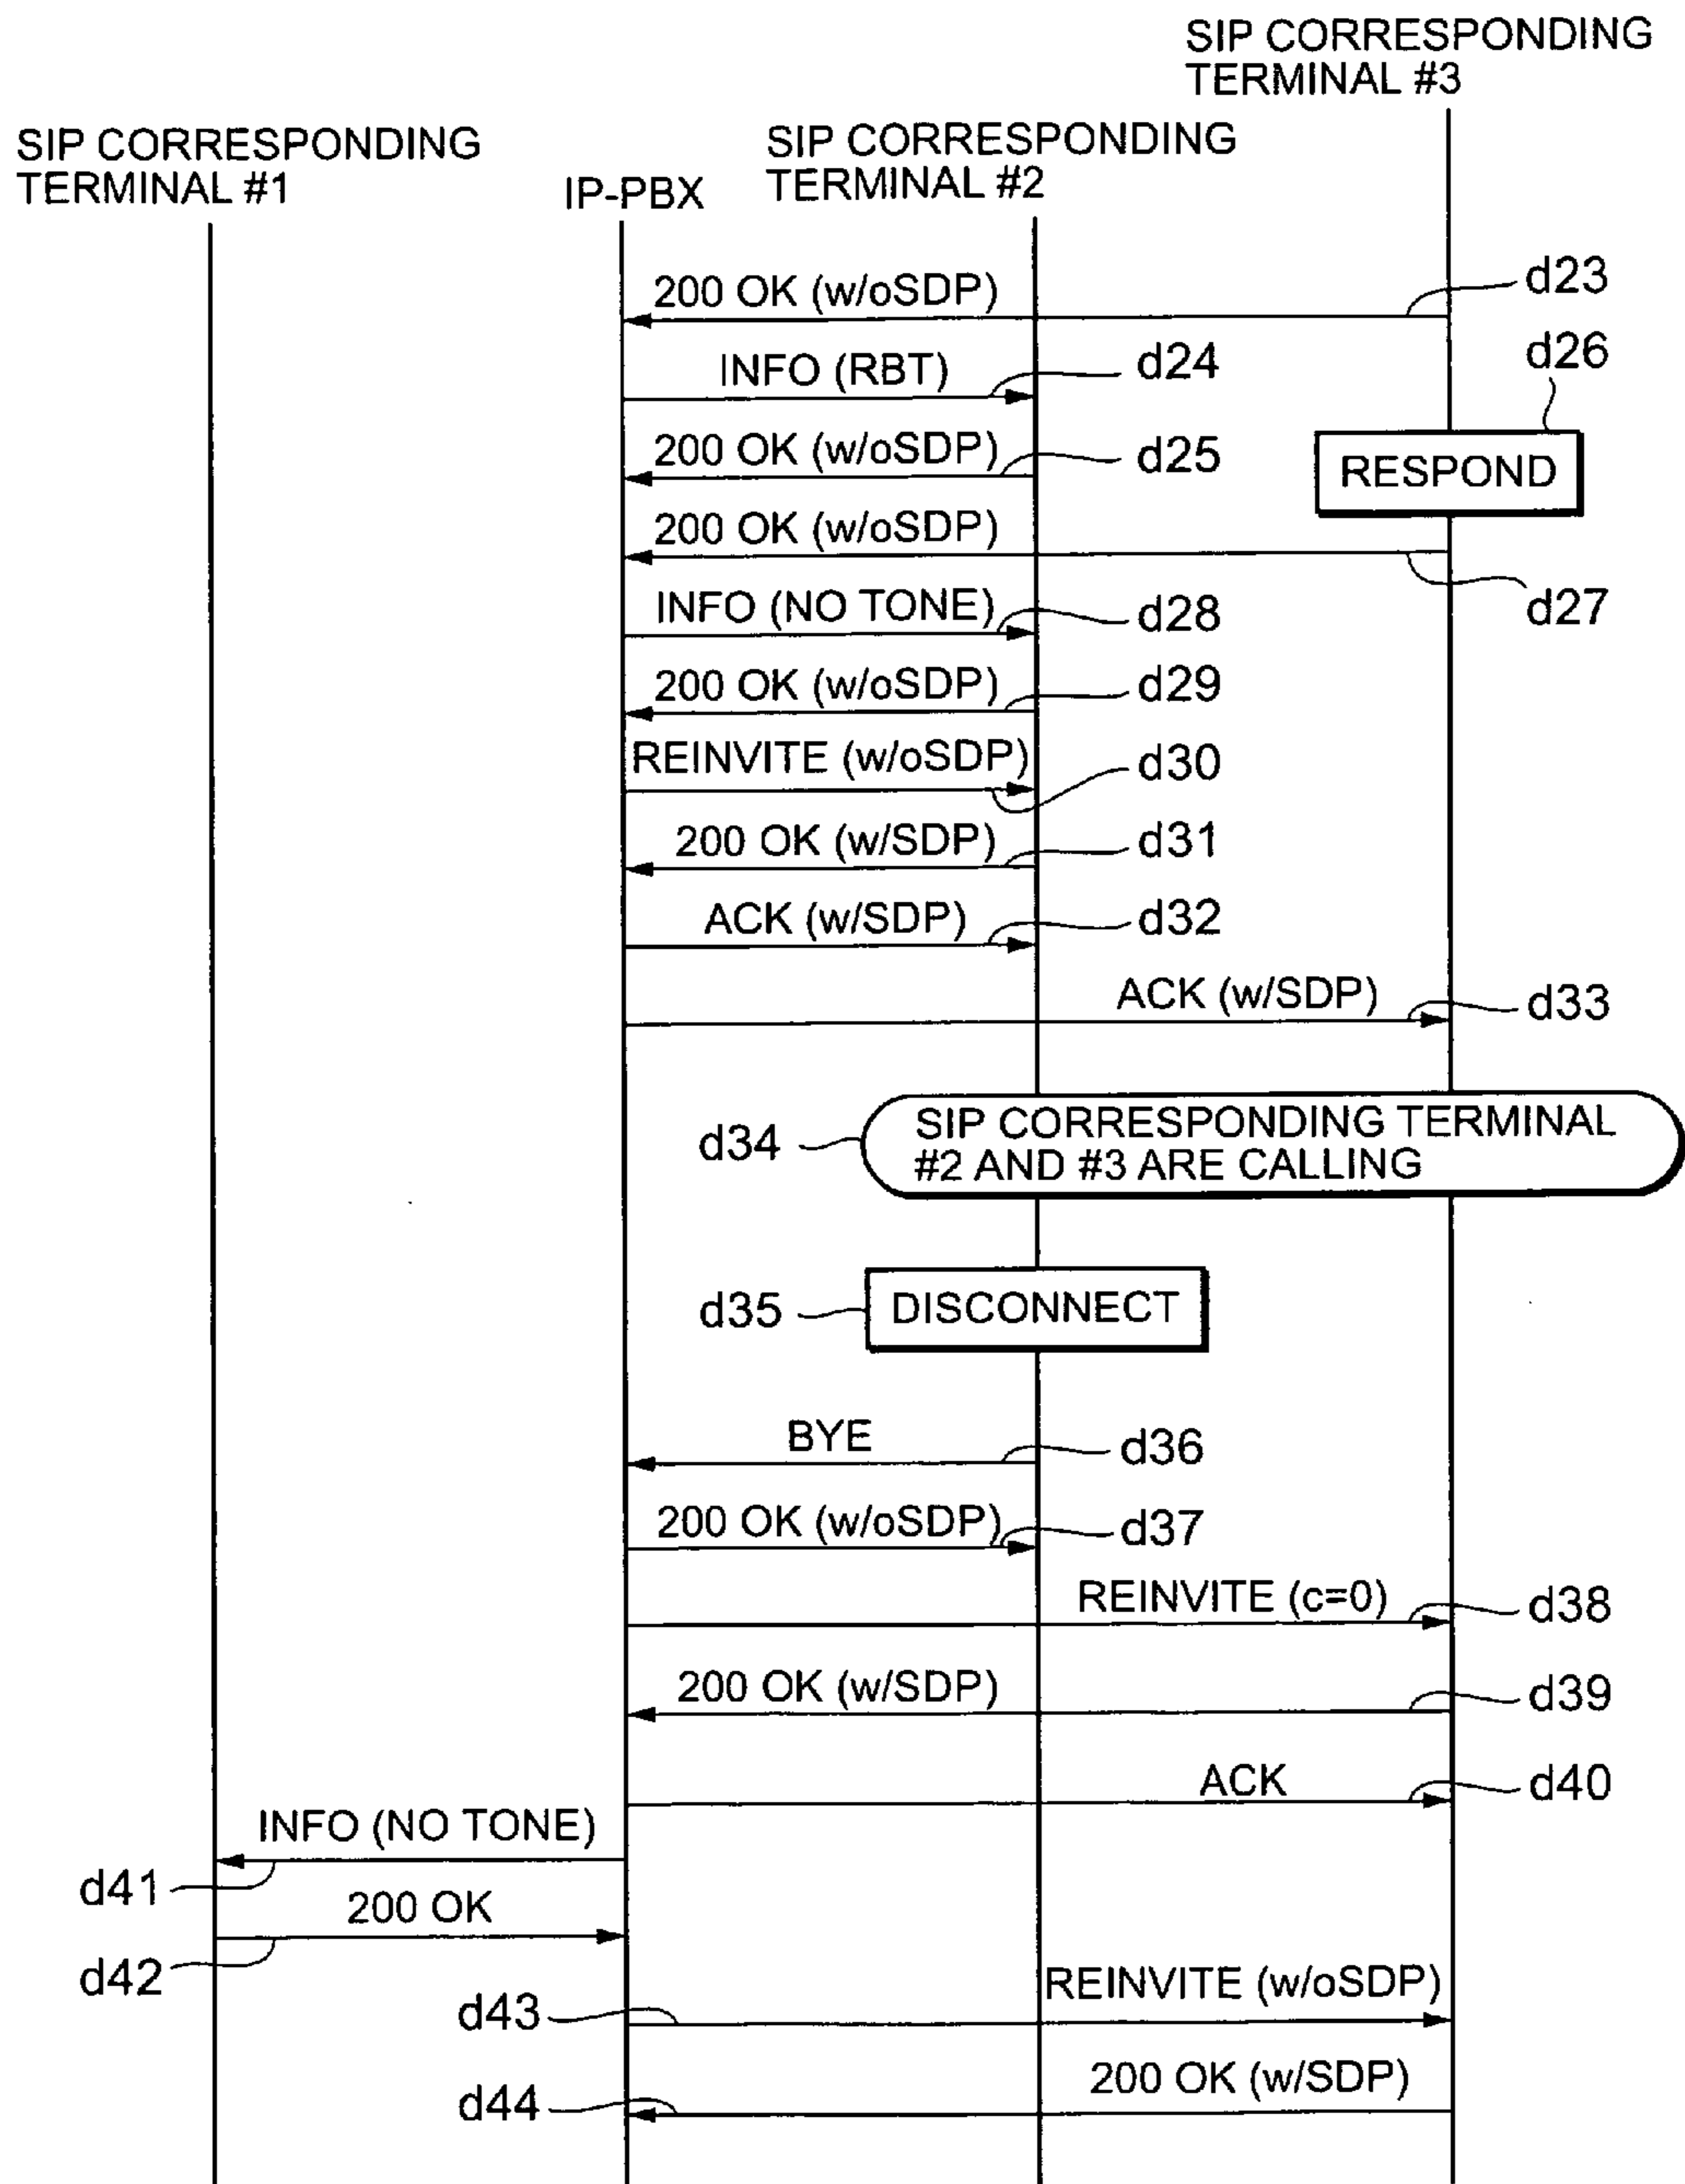 SIP CORRESPONDING
TERMINAL #3
SIP CORRESPONDING
TERMINAL #1
IP-PBX
SIP CORRESPONDING
TERMINAL #2
200 OK (w/oSDP)
d23
INFO (RBT)
d24
d26
200 OK (w/oSDP)
d25
RESPOND
200 OK (w/oSDP)
d27
INFO (NO TONE)
d28
200 OK (w/oSDP)
d29
REINVITE (w/oSDP)
d30
200 OK (w/SDP)
d31
ACK (w/SDP)
d32
ACK (w/SDP)
d33
d34
SIP CORRESPONDING TERMINAL
#2 AND #3 ARE CALLING
d35
DISCONNECT
BYE
d36
200 OK (w/oSDP)
d37
REINVITE (c=0)
d38
200 OK (w/SDP)
d39
ACK
d40
INFO (NO TONE)
d41
200 OK
d42
REINVITE (w/oSDP)
d43
200 OK (w/SDP)
d44